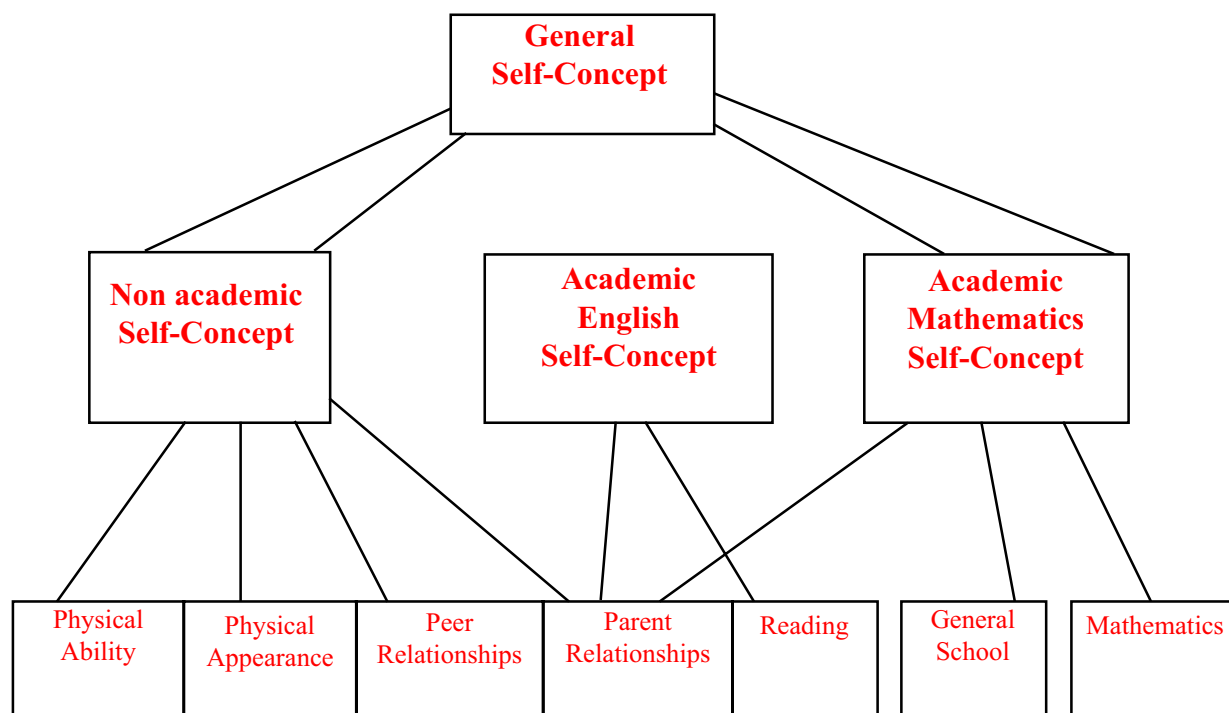 General
Self-Concept
Non academic
Self-Concept
Academic
English
Self-Concept
Academic
Mathematics
Self-Concept
Physical
Ability
Physical
Appearance
Peer
Relationships
Parent
Relationships
Reading
General
School
Mathematics